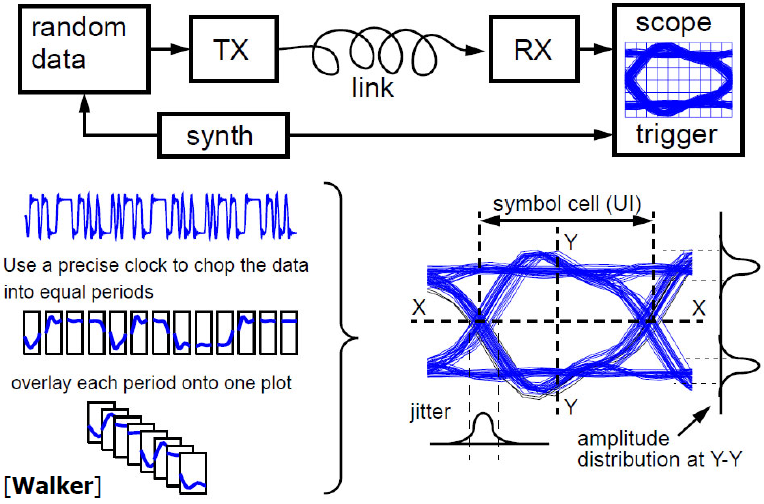 random
data
TX
link
RX
scope
trigger
synth
symbol cell (UI)
Y
X
X
Y
Use a precise clock to chop the data
into equal periods
overlay each period onto one plot
jitter
amplitude
distribution at Y-Y
[Walker]